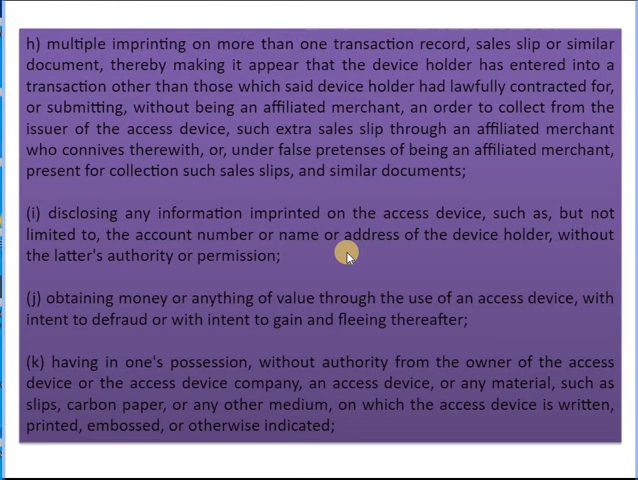 h) multiple imprinting on more than one transaction record, sales slip or similar
document, thereby making it appear that the device holder has entered into a
transaction other than those which said device holder had lawfully contracted for,
or submitting, without being an affiliated merchant, an order to collect from the
issuer of the access device, such extra sales slip through an affiliated merchant
who connives therewith, or, under false pretenses of being an affiliated merchant,
present for collection such sales slips, and similar documents;
(i) disclosing any information imprinted on the access device, such as, but not
limited to, the account number or name or address of the device holder, without
the latter's authority or permission;
(j) obtaining money or anything of value through the use of an access device, with
intent to defraud or with intent to gain and fleeing thereafter;
(k) having in one's possession, without authority from the owner of the access
device or the access device company, an access device, or any material, such as
slips, carbon paper, or any other medium, on which the access device is written,
printed, embossed, or otherwise indicated;